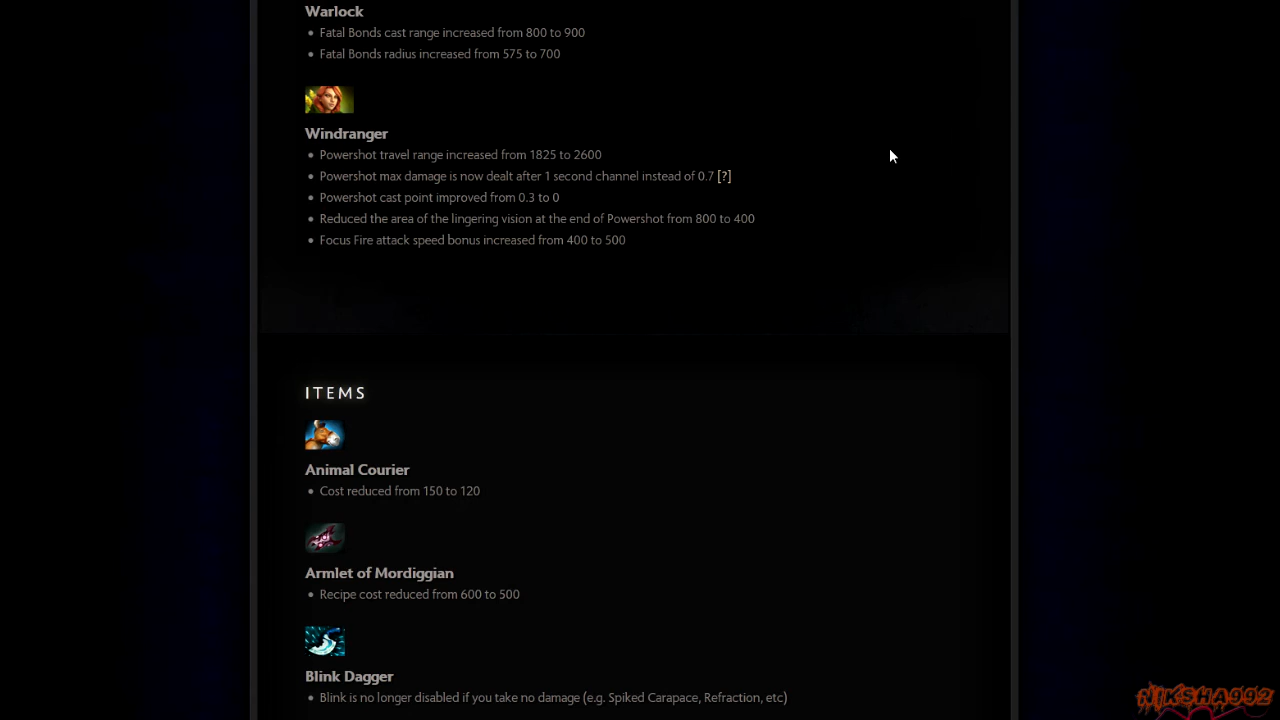 Warlock
• Fatal Bonds cast range increased from 800 to 900
• Fatal Bonds radius increased from 575 to 700
Windranger
• Powershot travel range increased from 1825 to 2600
• Powershot max damage is now dealt after 1 second channel instead of 0.7 [?]
• Powershot cast point improved from 0.3 to 0
• Reduced the area of the lingering vision at the end of Powershot from 800 to 400
• Focus Fire attack speed bonus increased from 400 to 500
ITEMS
Animal Courier
• Cost reduced from 150 to 120
Armlet of Mordiggian
• Recipe cost reduced from 600 to 500
Blink Dagger
• Blink is no longer disabled if you take no damage (e.g. Spiked Carapace, Refraction, etc)
NIKSHA992